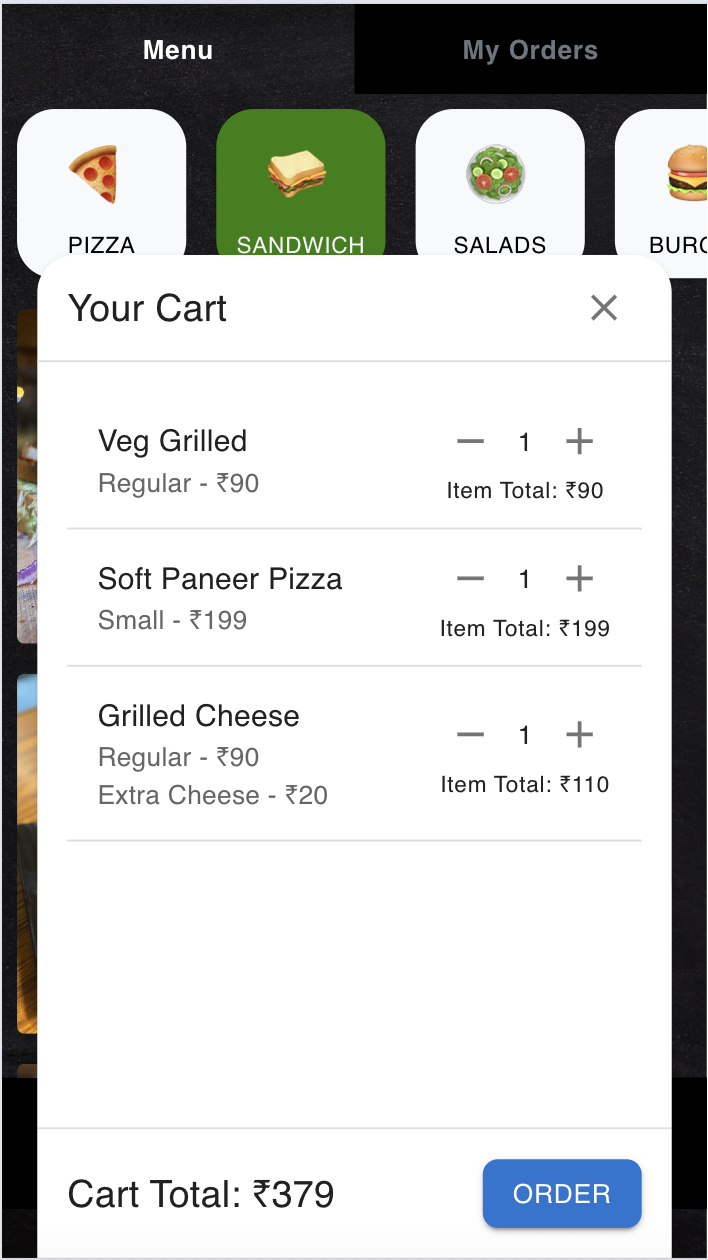 Menu
My Orders
PIZZA
SANDWICH
SALADS
BURG
Your Cart
Veg Grilled
1
Regular - ₹90
Item Total: ₹90
Soft Paneer Pizza
1
Small - ₹199
Item Total: ₹199
Grilled Cheese
1
Regular - ₹90
Extra Cheese - ₹20
Item Total: ₹110
Cart Total: ₹379
ORDER